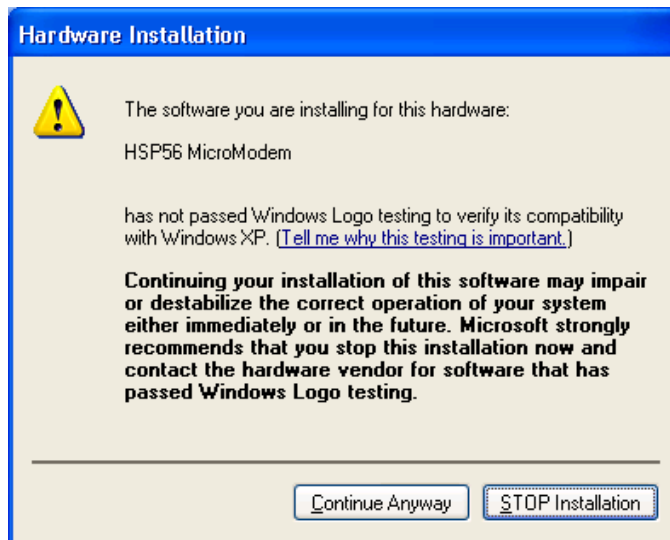 Hardware Installation
The software you are installing for this hardware:
HSP56 MicroModem
has not passed Windows Logo testing to verify its compatibility
with Windows XP. (Tell me why this testing is important.)
Continuing your installation of this software may impair
or destabilize the correct operation of your system
either immediately or in the future. Microsoft strongly
recommends that you stop this installation now and
contact the hardware vendor for software that has
passed Windows Logo testing.
Continue Anyway STOP Installation